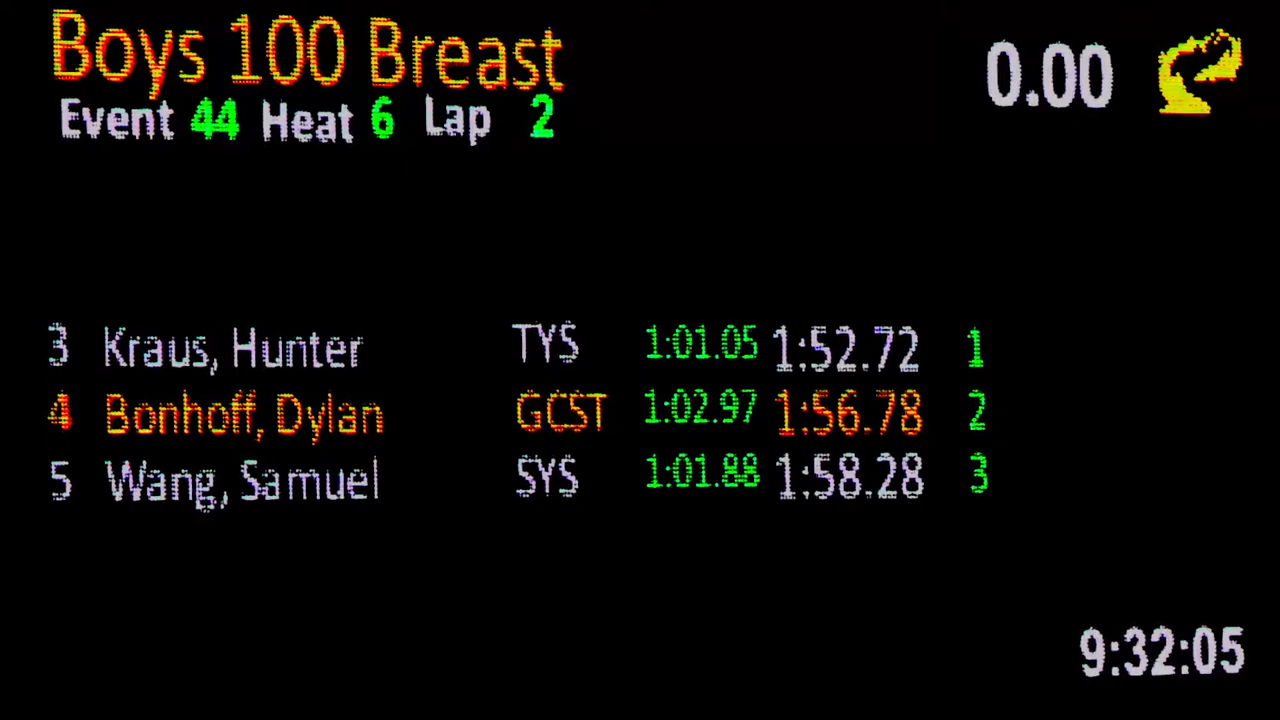 Boys 100 Breast 0.00
Event 44 Heat 6 Lap 2
3 Kraus, Hunter TYS 1:01.05 1:52.72 1
4 Bonhoff, Dylan GCST 1:02.97 1:56.78 2
5 Wang, Samuel SYS 1:01.88 1:58.28 3
9:32:05